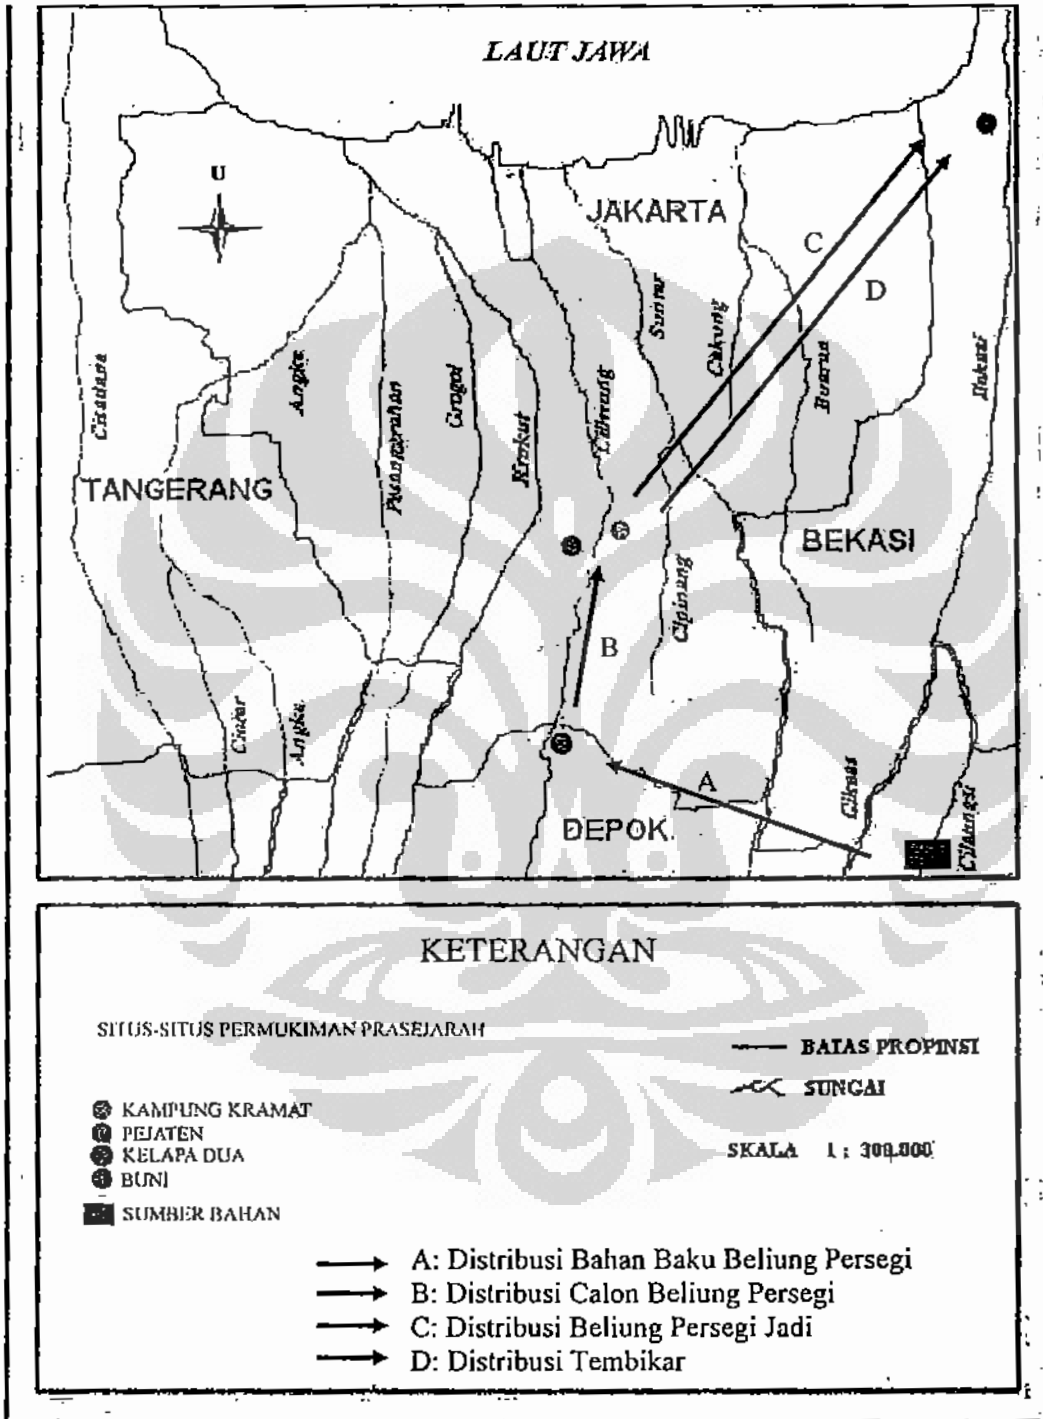 LAUT JAWA
U
JAKARTA
C
D
Cisadane
Angke
Pesanggrahan
Grogol
Krukut
Ciliwung
Sunter
Cakung
Buaran
Bekasi
TANGERANG
BEKASI
Cipinang
B
Angke
A
Cikeas
Cileungsi
DEPOK
KETERANGAN
SITUS-SITUS PERMUKIMAN PRASEJARAH
BATAS PROPINSI
SUNGAI
KAMPUNG KRAMAT
PEJATEN
KELAPA DUA
BUNI
SKALA 1 : 300.000
SUMBER BAHAN
A: Distribusi Bahan Baku Beliung Persegi
B: Distribusi Calon Beliung Persegi
C: Distribusi Beliung Persegi Jadi
D: Distribusi Tembikar